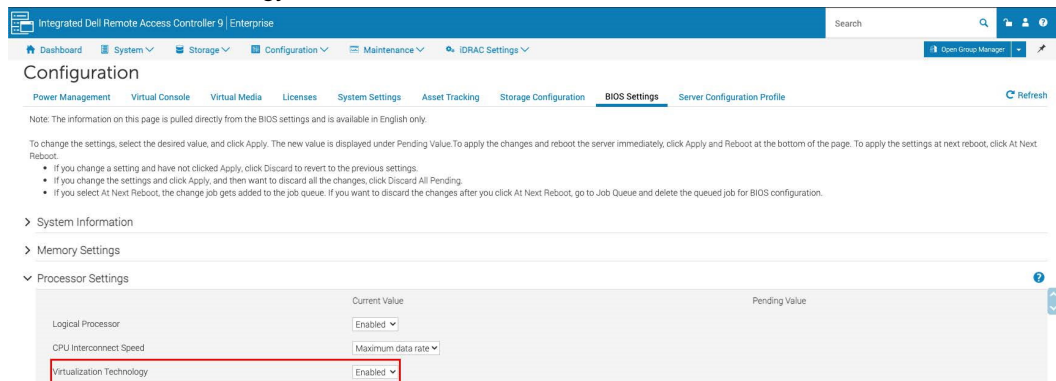 Integrated Dell Remote Access Controller 9 | Enterprise
Search
Dashboard System Storage Configuration Maintenance iDRAC Settings
Open Group Manager
Configuration
Power Management Virtual Console Virtual Media Licenses System Settings Asset Tracking Storage Configuration BIOS Settings Server Configuration Profile
Refresh
Note: The information on this page is pulled directly from the BIOS settings and is available in English only.
To change the settings, select the desired value, and click Apply. The new value is displayed under Pending Value.To apply the changes and reboot the server immediately, click Apply and Reboot at the bottom of the page. To apply the settings at next reboot, click At Next
Reboot.
• If you change a setting and have not clicked Apply, click Discard to revert to the previous settings.
• If you change the settings and click Apply, and then want to discard all the changes, click Discard All Pending.
• If you select At Next Reboot, the change job gets added to the job queue. If you want to discard the changes after you click At Next Reboot, go to Job Queue and delete the queued job for BIOS configuration.
System Information
Memory Settings
Processor Settings
Current Value Pending Value
Logical Processor Enabled
CPU Interconnect Speed Maximum data rate
Virtualization Technology Enabled